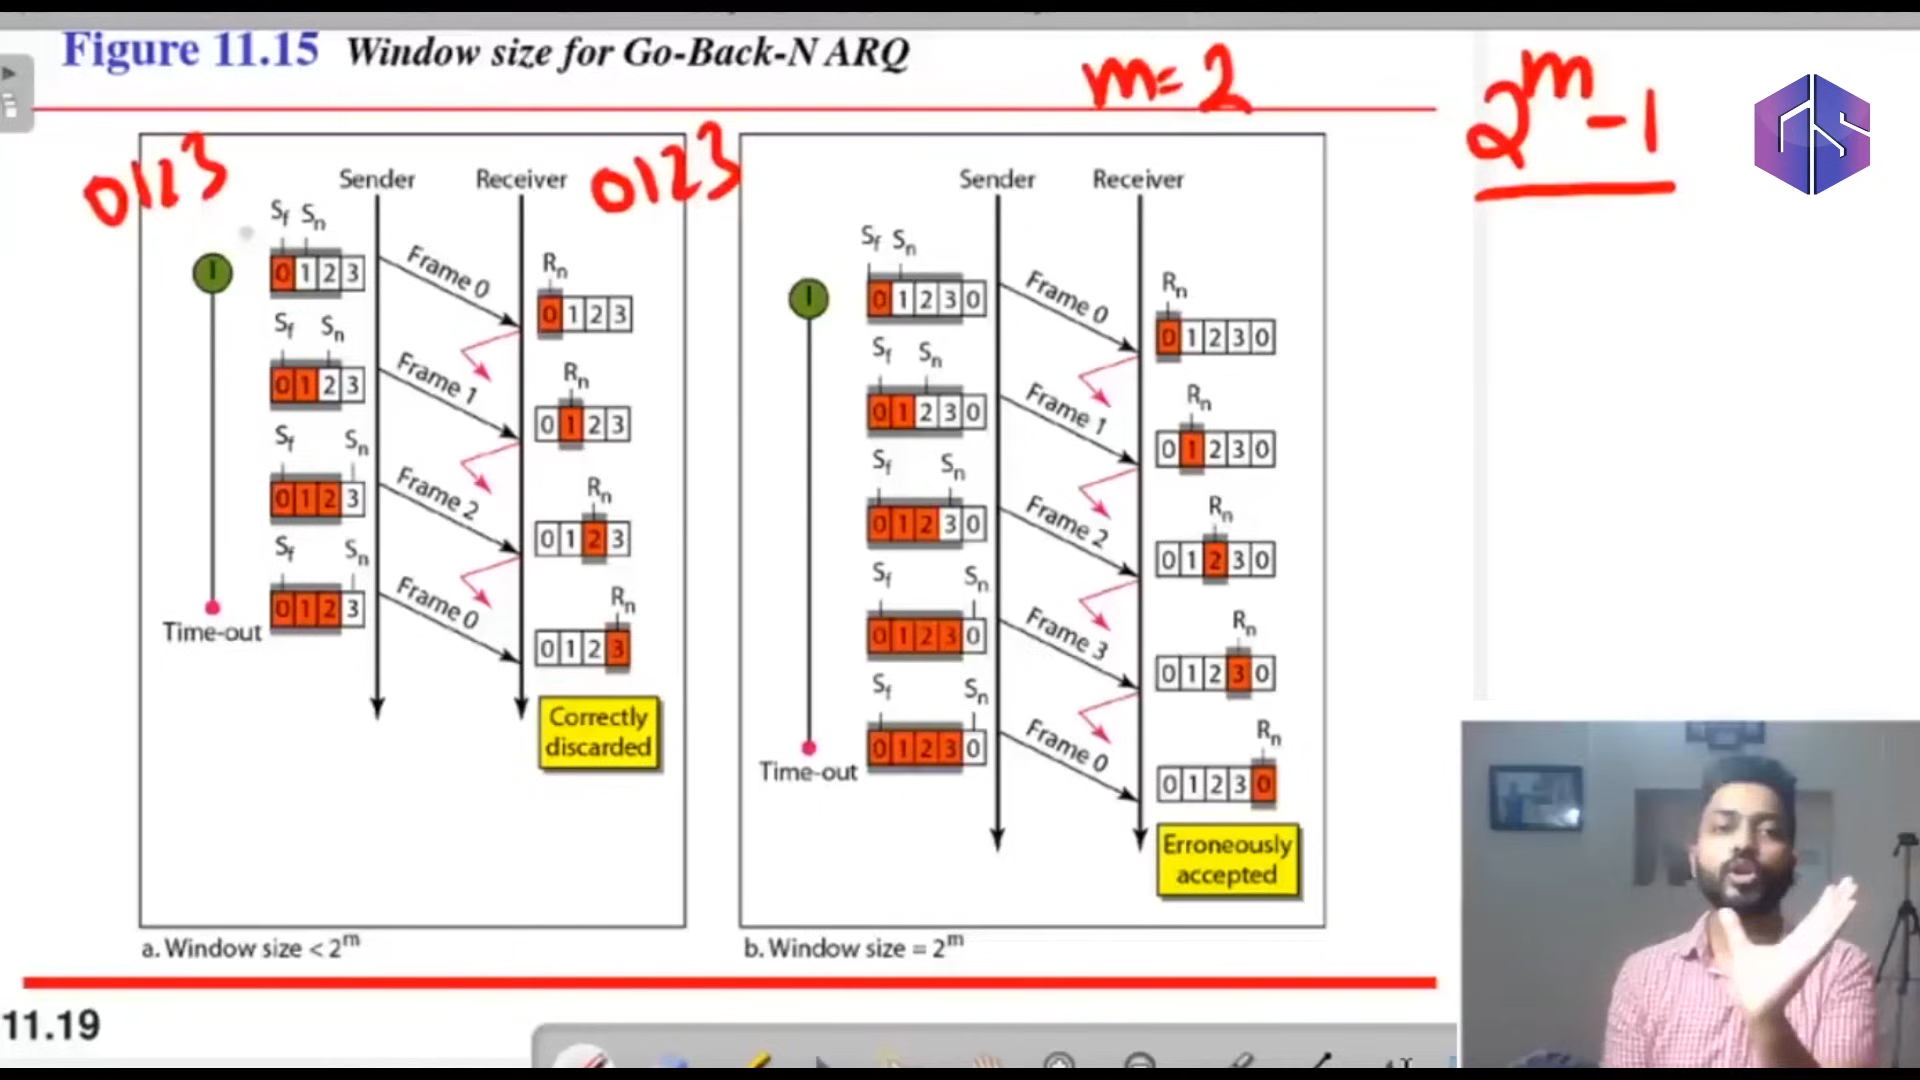 Figure 11.15 Window size for Go-Back-N ARQ
m=2
2^m-1
0123
0123
Sender Receiver
Sf Sn
0 1 2 3
Frame 0
Rn
0 1 2 3
Sf Sn
0 1 2 3
Frame 1
Rn
0 1 2 3
Sf Sn
0 1 2 3
Frame 2
Rn
0 1 2 3
Sf Sn
0 1 2 3
Frame 0
Rn
0 1 2 3
Time-out
Correctly
discarded
a. Window size < 2^m
Sender Receiver
Sf Sn
0 1 2 3 0
Frame 0
Rn
0 1 2 3 0
Sf Sn
0 1 2 3 0
Frame 1
Rn
0 1 2 3 0
Sf Sn
0 1 2 3 0
Frame 2
Rn
0 1 2 3 0
Sf Sn
0 1 2 3 0
Frame 3
Rn
0 1 2 3 0
Sf Sn
0 1 2 3 0
Frame 0
Rn
0 1 2 3 0
Time-out
Erroneously
accepted
b. Window size = 2^m
11.19